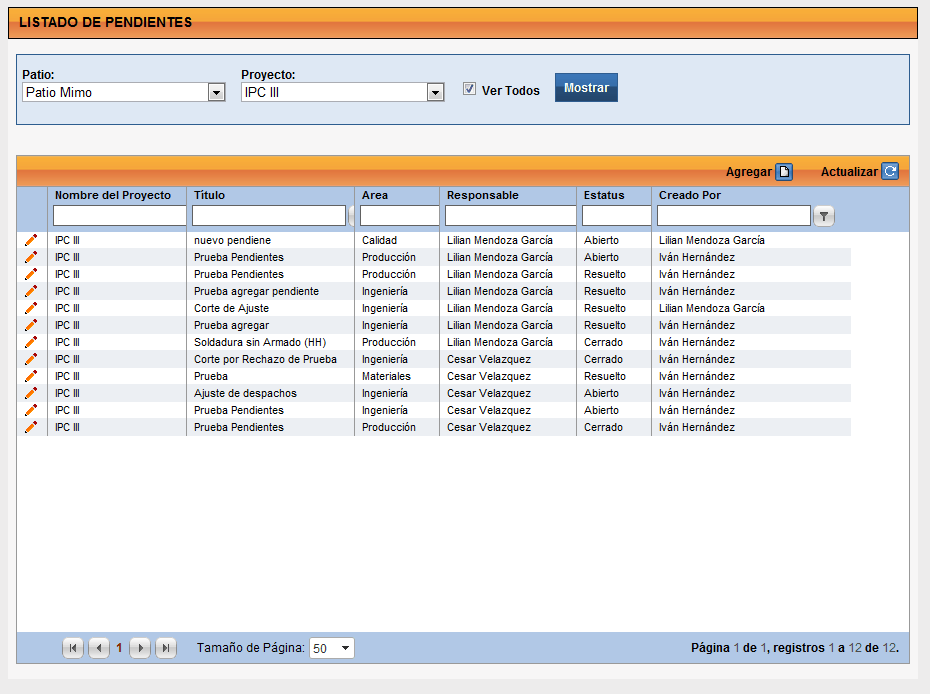 LISTADO DE PENDIENTES
Patio: Proyecto:
Patio Mimo IPC III Ver Todos Mostrar
Agregar Actualizar
Nombre del Proyecto Título Area Responsable Estatus Creado Por
IPC III nuevo pendiene Calidad Lilian Mendoza García Abierto Lilian Mendoza García
IPC III Prueba Pendientes Producción Lilian Mendoza García Abierto Iván Hernández
IPC III Prueba Pendientes Producción Lilian Mendoza García Resuelto Iván Hernández
IPC III Prueba agregar pendiente Ingeniería Lilian Mendoza García Resuelto Iván Hernández
IPC III Corte de Ajuste Ingeniería Lilian Mendoza García Resuelto Lilian Mendoza García
IPC III Prueba agregar Ingeniería Lilian Mendoza García Resuelto Iván Hernández
IPC III Soldadura sin Armado (HH) Producción Lilian Mendoza García Cerrado Iván Hernández
IPC III Corte por Rechazo de Prueba Ingeniería Cesar Velazquez Cerrado Iván Hernández
IPC III Prueba Materiales Cesar Velazquez Resuelto Iván Hernández
IPC III Ajuste de despachos Ingeniería Cesar Velazquez Abierto Iván Hernández
IPC III Prueba Pendientes Ingeniería Cesar Velazquez Abierto Iván Hernández
IPC III Prueba Pendientes Producción Cesar Velazquez Cerrado Iván Hernández
1 Tamaño de Página: 50 Página 1 de 1, registros 1 a 12 de 12.